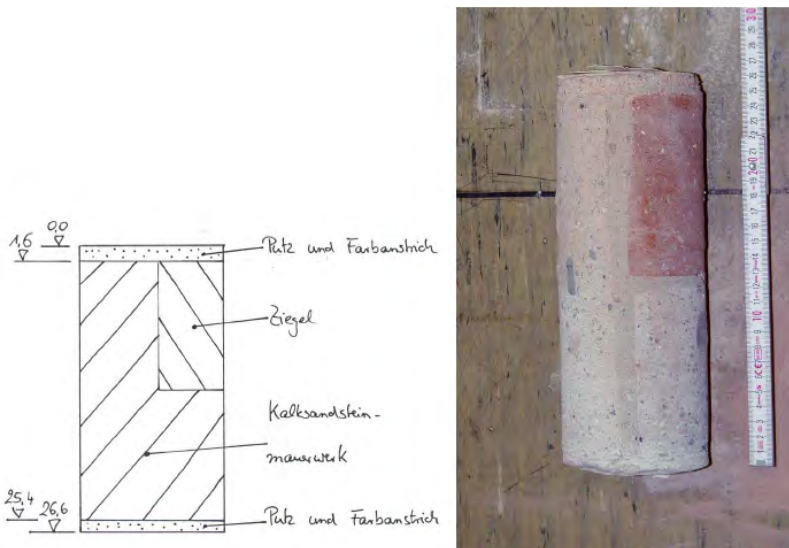 0,0
1,6
Putz und Farbanstrich
Ziegel
Kalksandstein-
mauerwerk
25,4
26,6
Putz und Farbanstrich